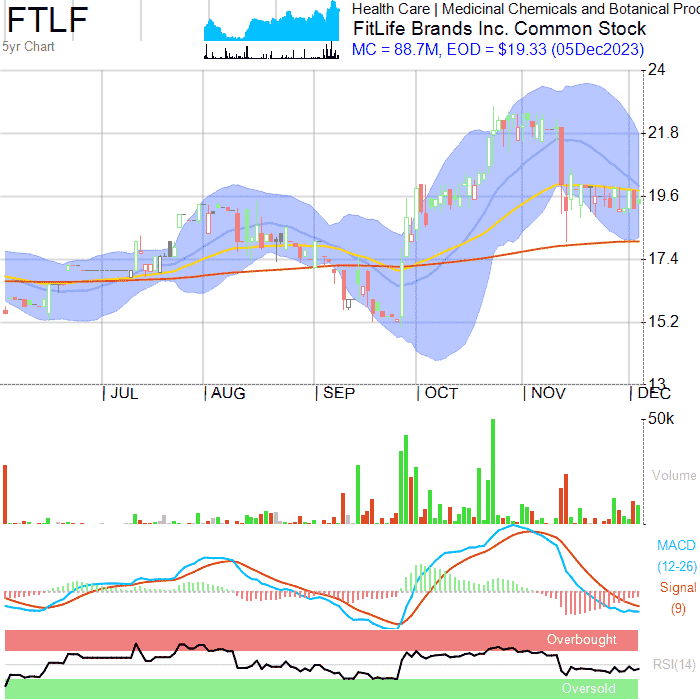 FTLF
5yr Chart
Health Care | Medicinal Chemicals and Botanical Proc
FitLife Brands Inc. Common Stock
MC = 88.7M, EOD = $19.33 (05Dec2023)
24
21.8
19.6
17.4
15.2
13
JUL AUG SEP OCT NOV DEC
50k
Volume
MACD
(12-26)
Signal
(9)
Overbought
RSI(14)
Oversold